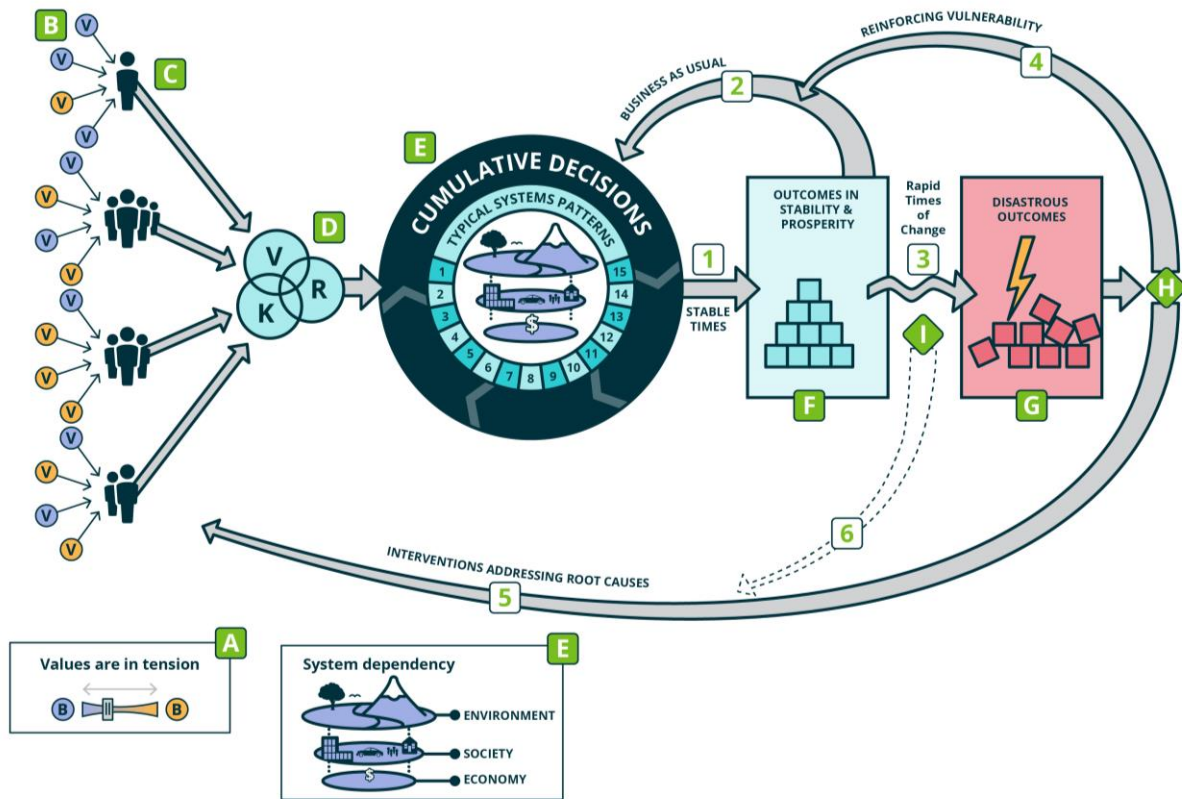 B
V
V
V
V
C
V
V
V
V
V
V
V
V
V
V
V
V
D
V
R
K
E
CUMULATIVE DECISIONS
TYPICAL SYSTEMS PATTERNS
1
2
3
4
5
6
7
8
9
10
11
12
13
14
15
$
1
STABLE
TIMES
BUSINESS AS USUAL
2
REINFORCING VULNERABILITY
4
OUTCOMES IN
STABILITY &
PROSPERITY
F
Rapid
Times
of
Change
3
I
DISASTROUS
OUTCOMES
G
H
6
INTERVENTIONS ADDRESSING ROOT CAUSES
5
A
Values are in tension
B
B
E
System dependency
ENVIRONMENT
SOCIETY
$
ECONOMY